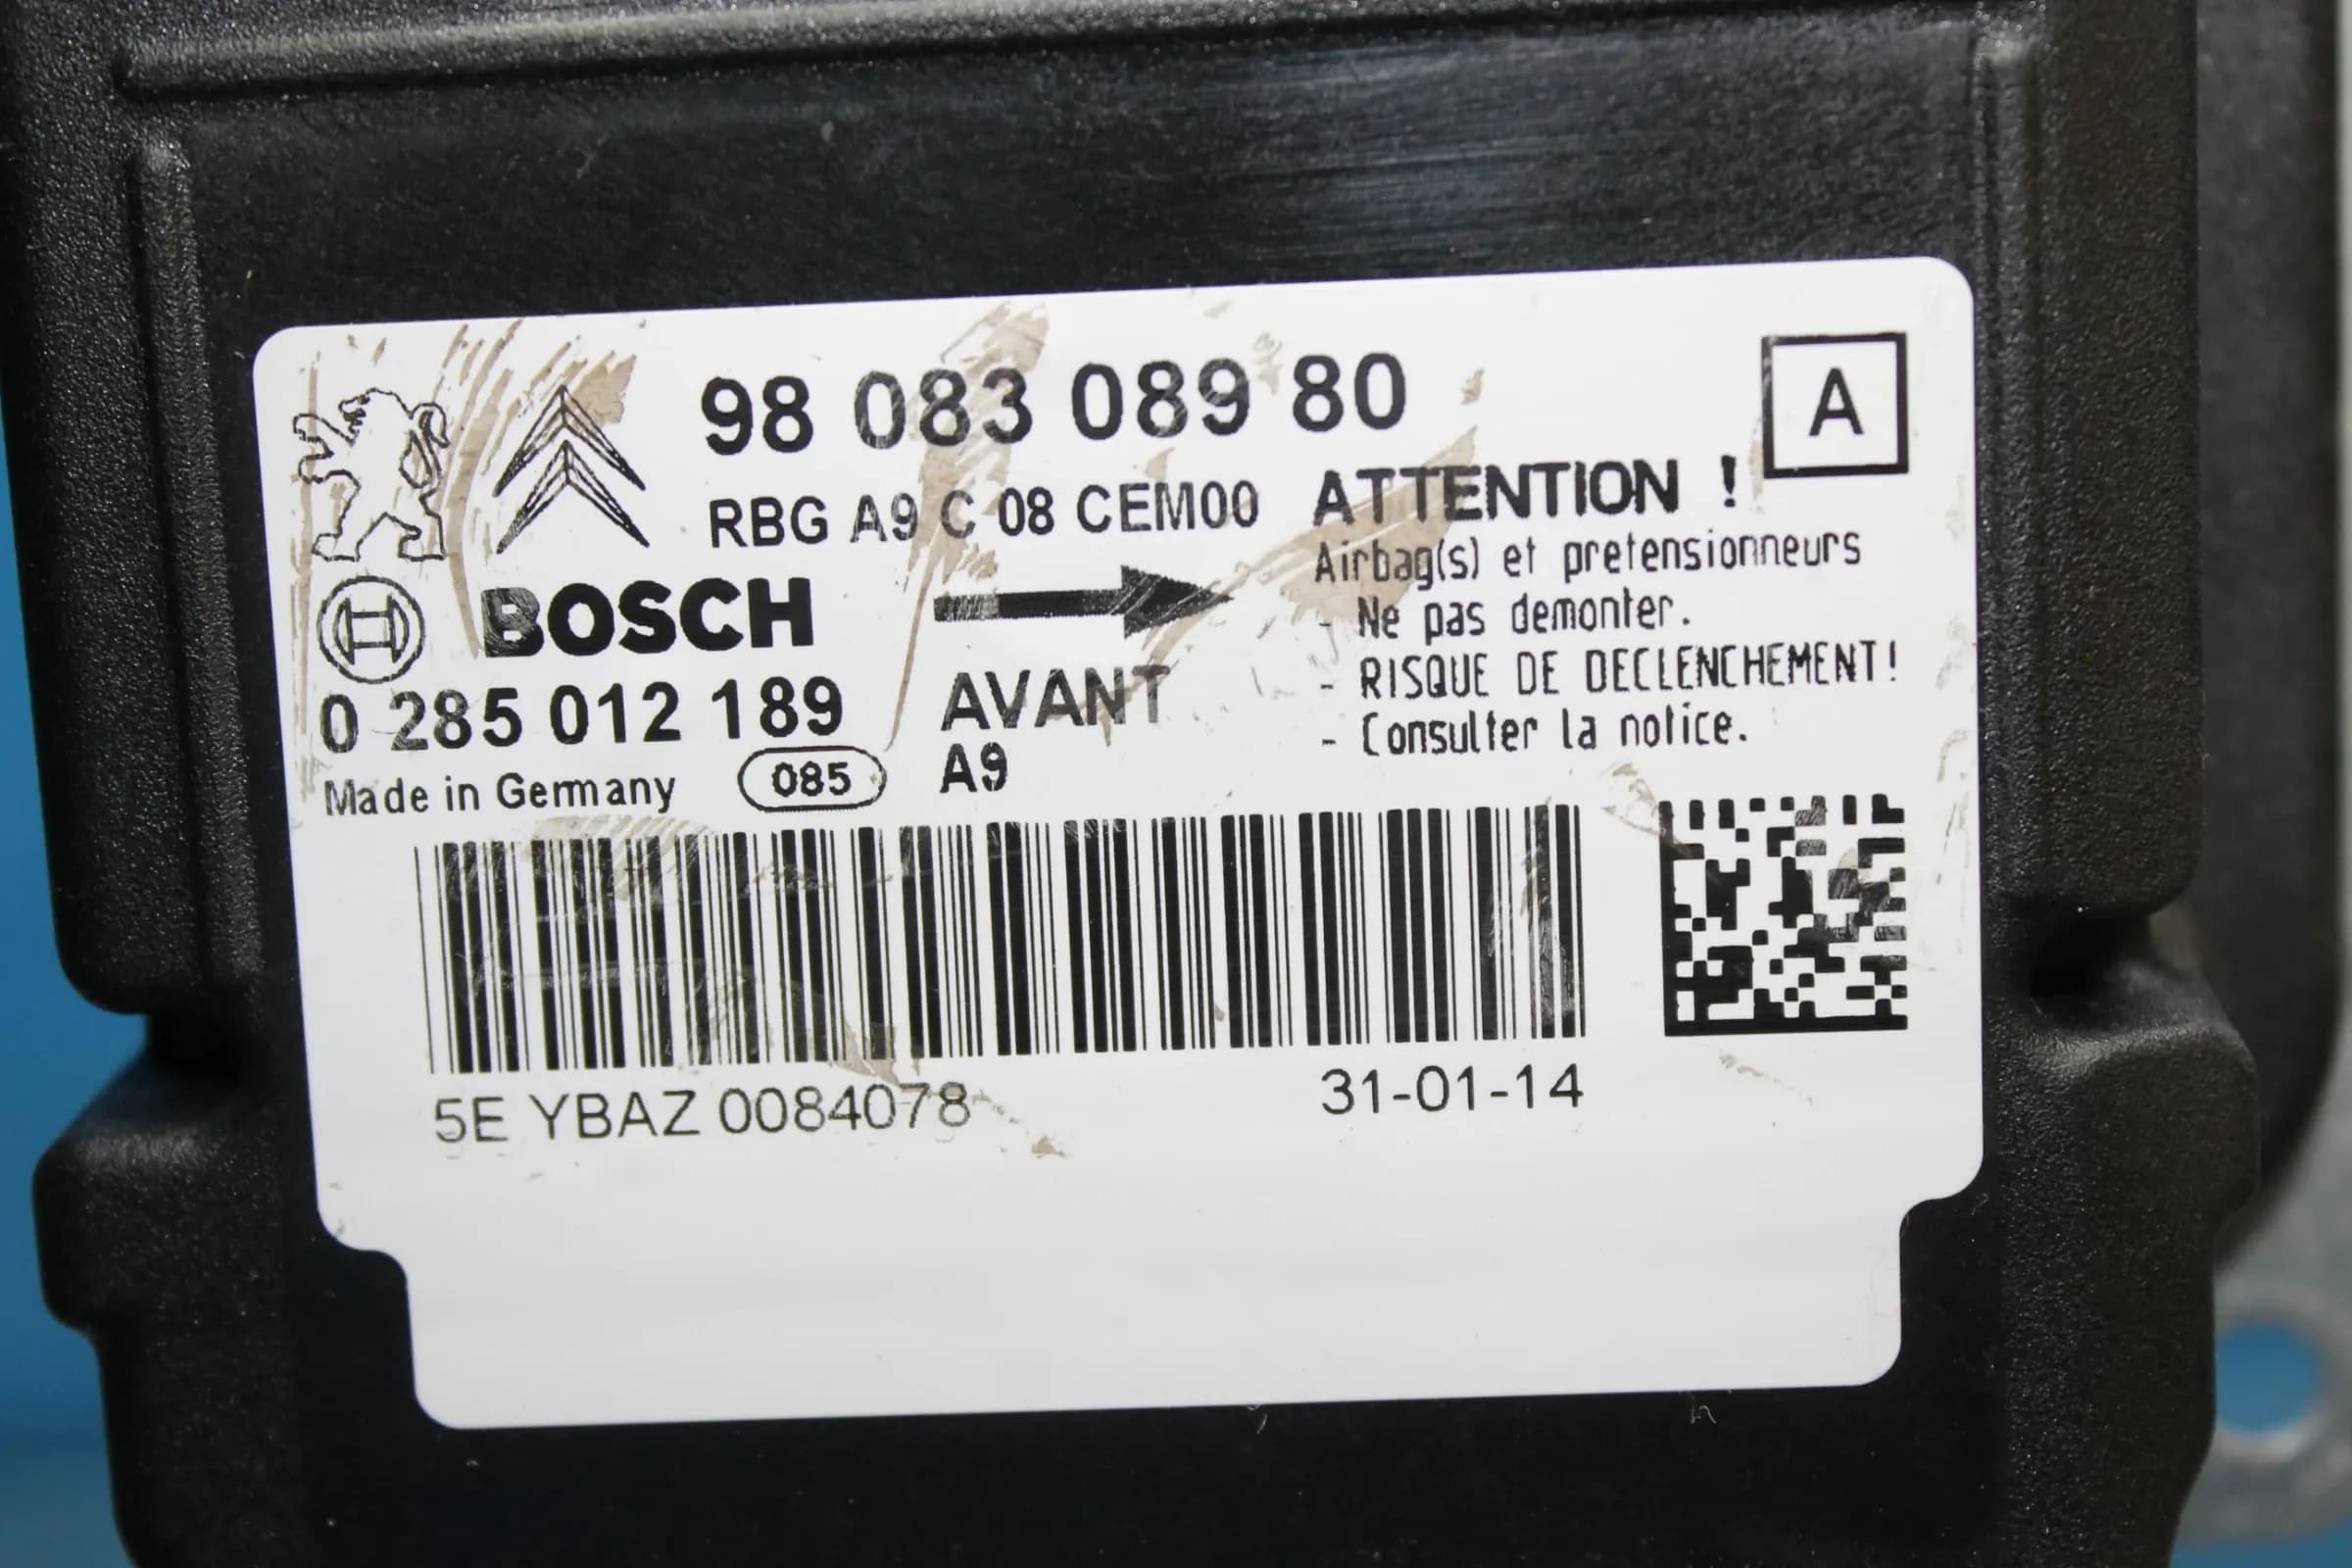 98 083 089 80
A
RBG A9 C 08 CEM00
ATTENTION !
Airbag(s) et pretensionneurs
- Ne pas demonter.
- RISQUE DE DECLENCHEMENT!
- Consulter la notice.
BOSCH
0 285 012 189
AVANT
Made in Germany
085
A9
5E YBAZ 0084078
31-01-14